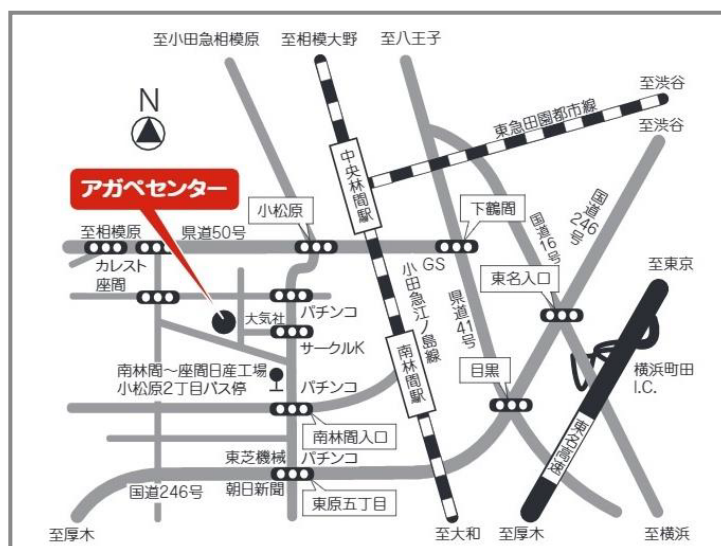 至小田急相模原
至相模大野
至八王子
至渋谷
東急田園都市線
至渋谷
N
中央林間駅
アガペセンター
小松原
下鶴間
国道246号
国道16号
至相模原
県道50号
カレスト
座間
GS
東名入口
至東京
小田急江ノ島線
県道41号
大気社
パチンコ
サークルK
南林間駅
横浜町田
I.C.
南林間~座間日産工場
小松原2丁目バス停
パチンコ
目黒
南林間入口
東名高速
東芝機械
パチンコ
国道246号
朝日新聞
東原五丁目
至厚木
至大和
至厚木
至横浜